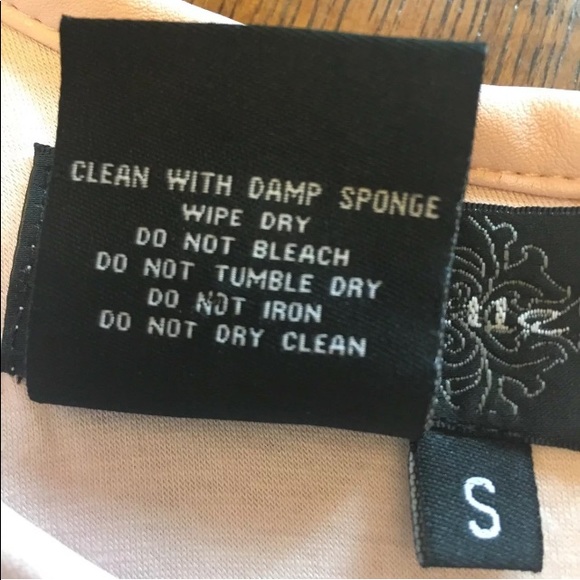 CLEAN WITH DAMP SPONGE
WIPE DRY
DO NOT BLEACH
DO NOT TUMBLE DRY
DO NOT IRON
DO NOT DRY CLEAN
S